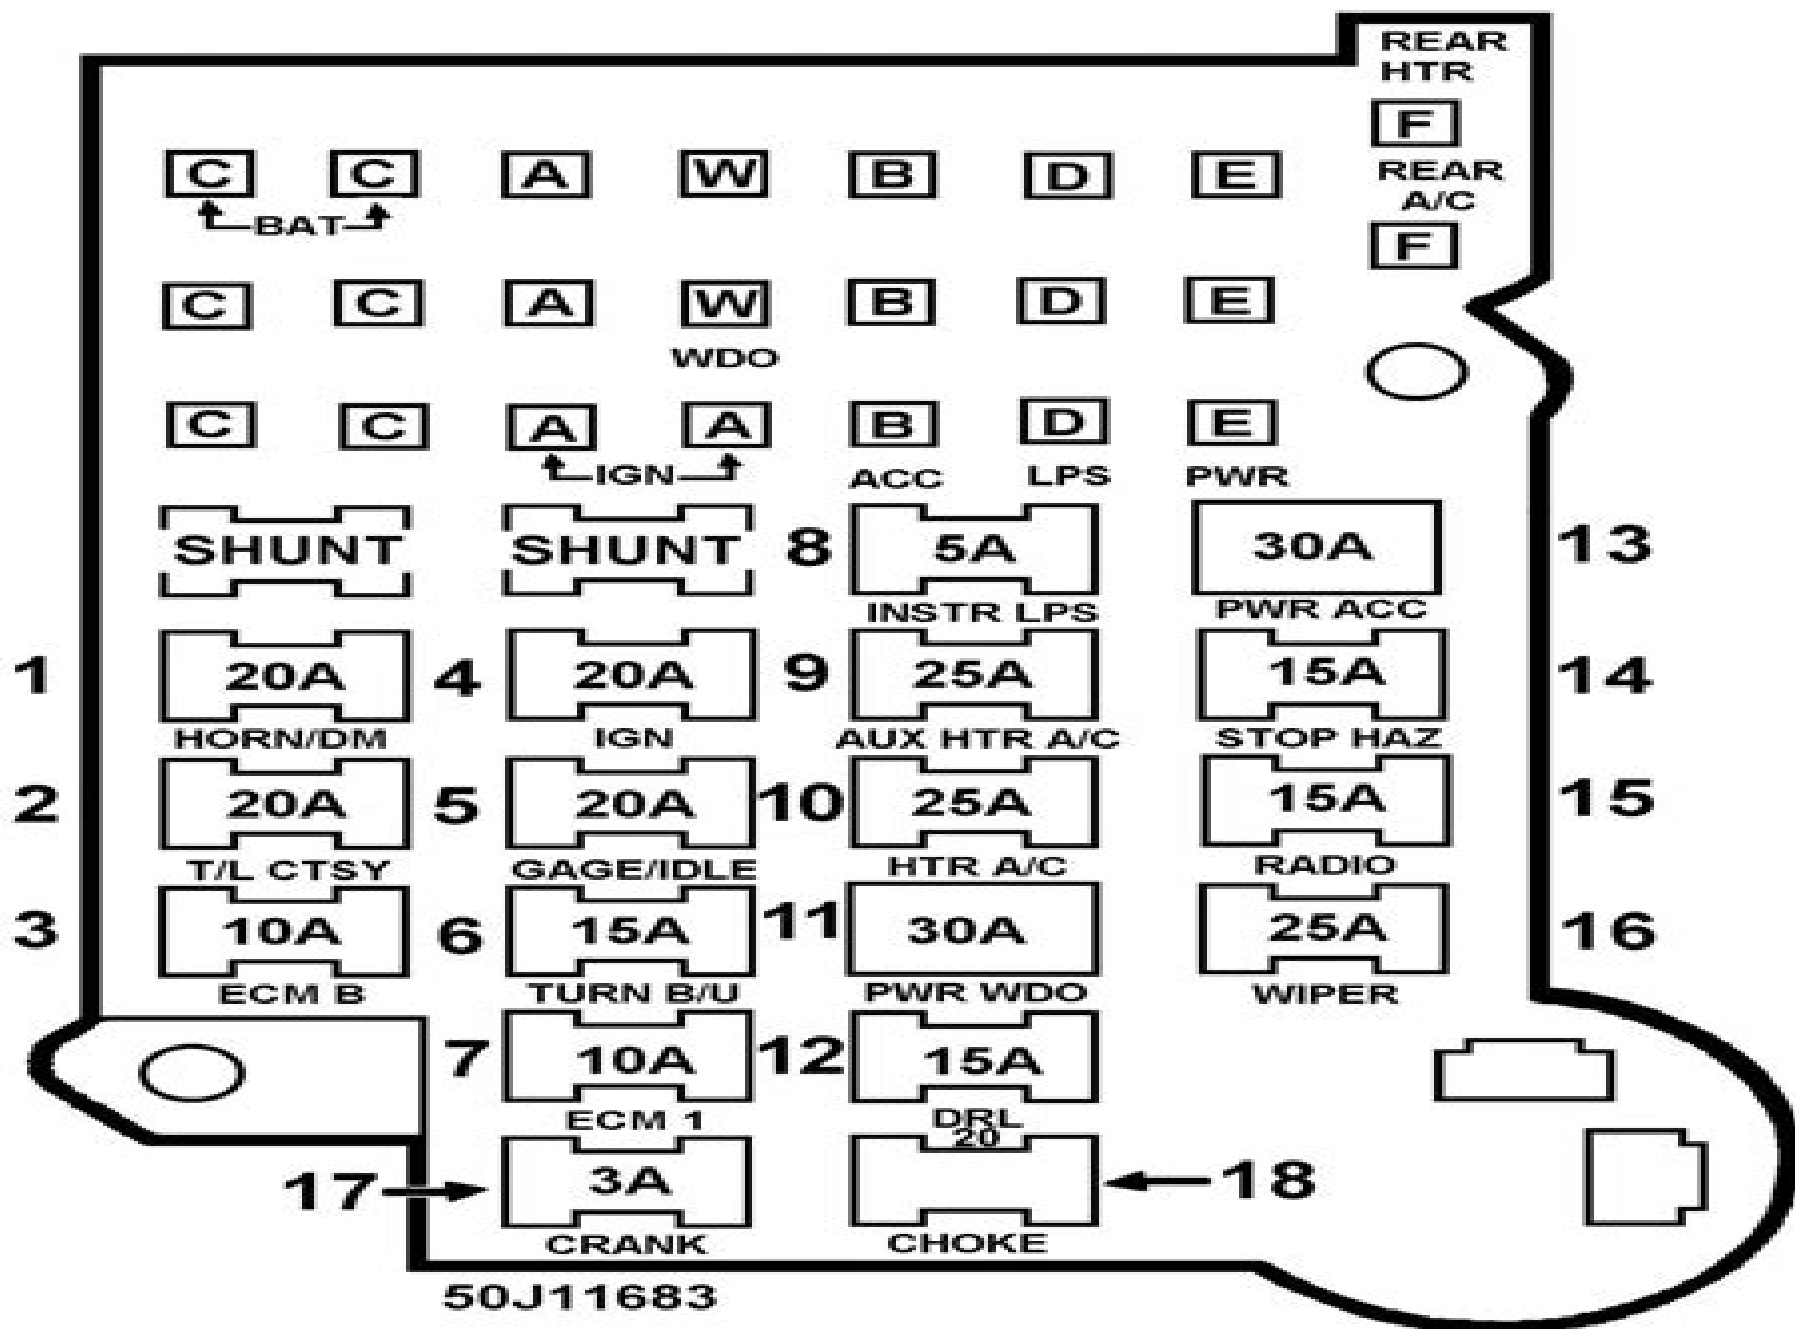 REAR
HTR
F
REAR
A/C
F
C C A W B D E
BAT
C C A W B D E
WDO
C C A A B D E
IGN ACC LPS PWR
SHUNT SHUNT 8 5A 30A 13
INSTR LPS PWR ACC
1 20A 4 20A 9 25A 15A 14
HORN/DM IGN AUX HTR A/C STOP HAZ
2 20A 5 20A 10 25A 15A 15
T/L CTSY GAGE/IDLE HTR A/C RADIO
3 10A 6 15A 11 30A 25A 16
ECM B TURN B/U PWR WDO WIPER
7 10A 12 15A
ECM 1 DRL
20
17 3A 18
CRANK CHOKE
50J11683